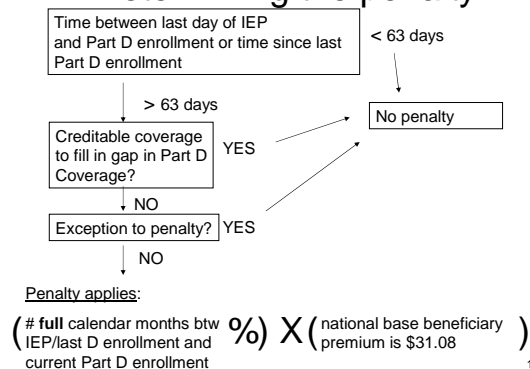 Time between last day of IEP
and Part D enrollment or time since last
Part D enrollment
< 63 days
> 63 days
No penalty
Creditable coverage
to fill in gap in Part D
Coverage?
YES
NO
Exception to penalty? YES
NO
Penalty applies:
(# full calendar months btw
IEP/last D enrollment and
current Part D enrollment %) X (national base beneficiary
premium is $31.08)